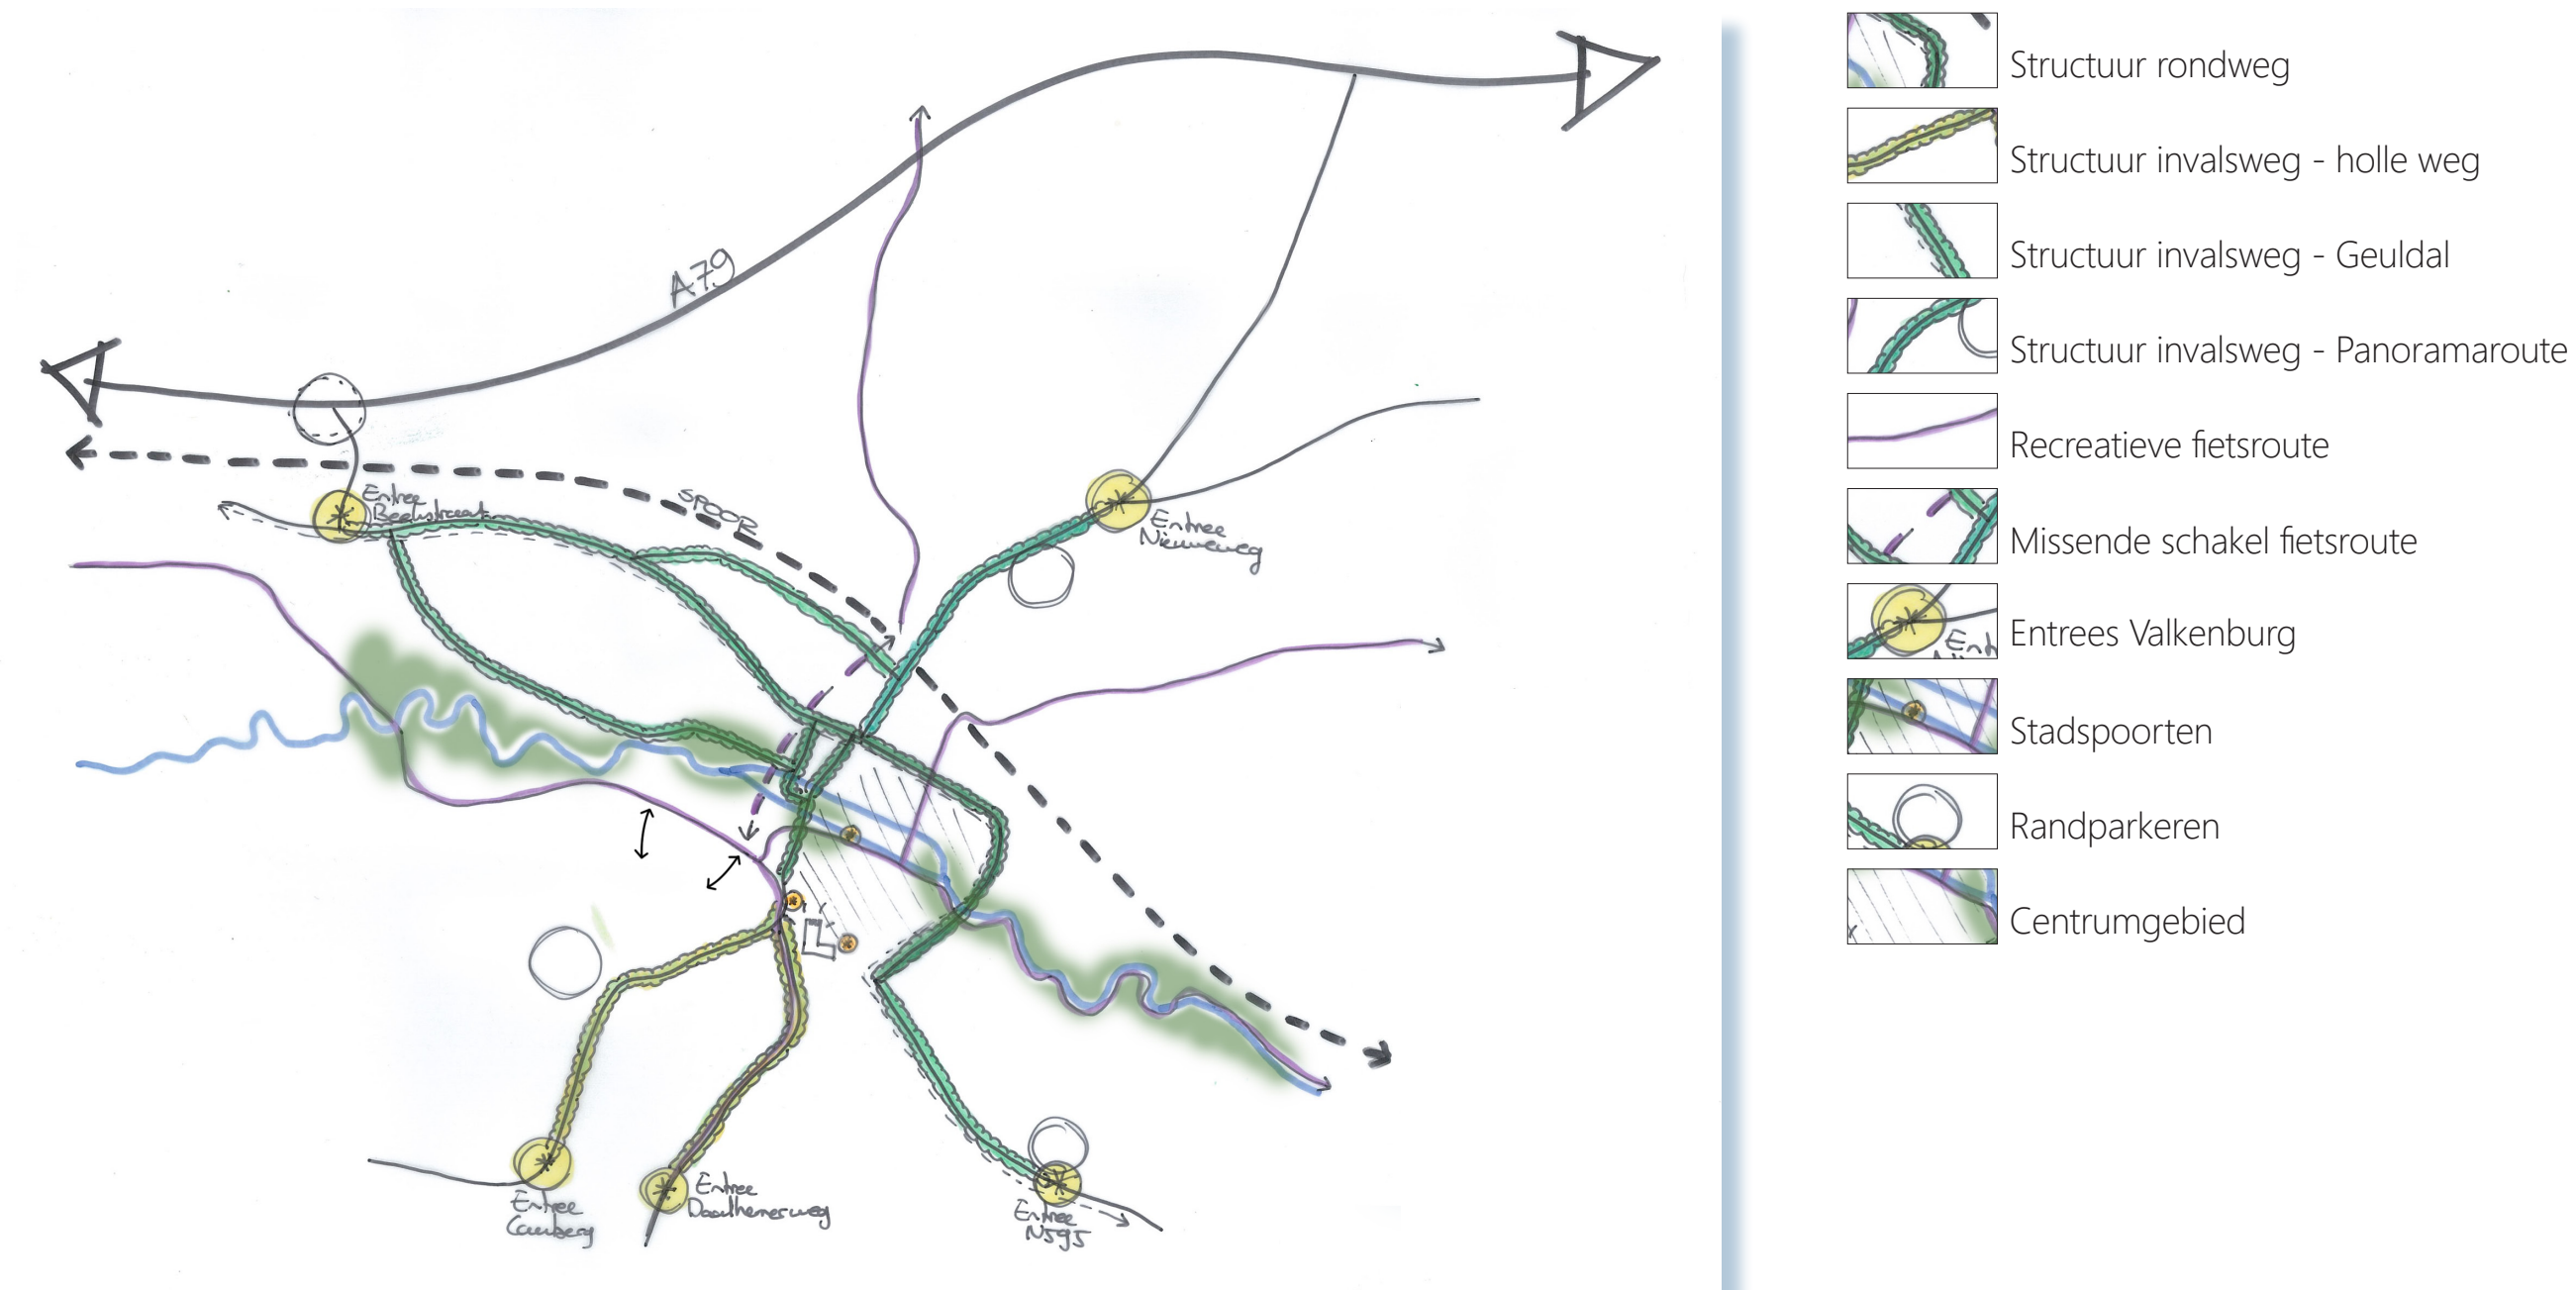 A79
SPOOR
Entree
Beekstraat
Entree
Nieuweweg
Entree
Cauberg
Entree
Daalhemerweg
Entree
N595
Structuur rondweg
Structuur invalsweg - holle weg
Structuur invalsweg - Geuldal
Structuur invalsweg - Panoramaroute
Recreatieve fietsroute
Missende schakel fietsroute
Entrees Valkenburg
Stadspoorten
Randparkeren
Centrumgebied